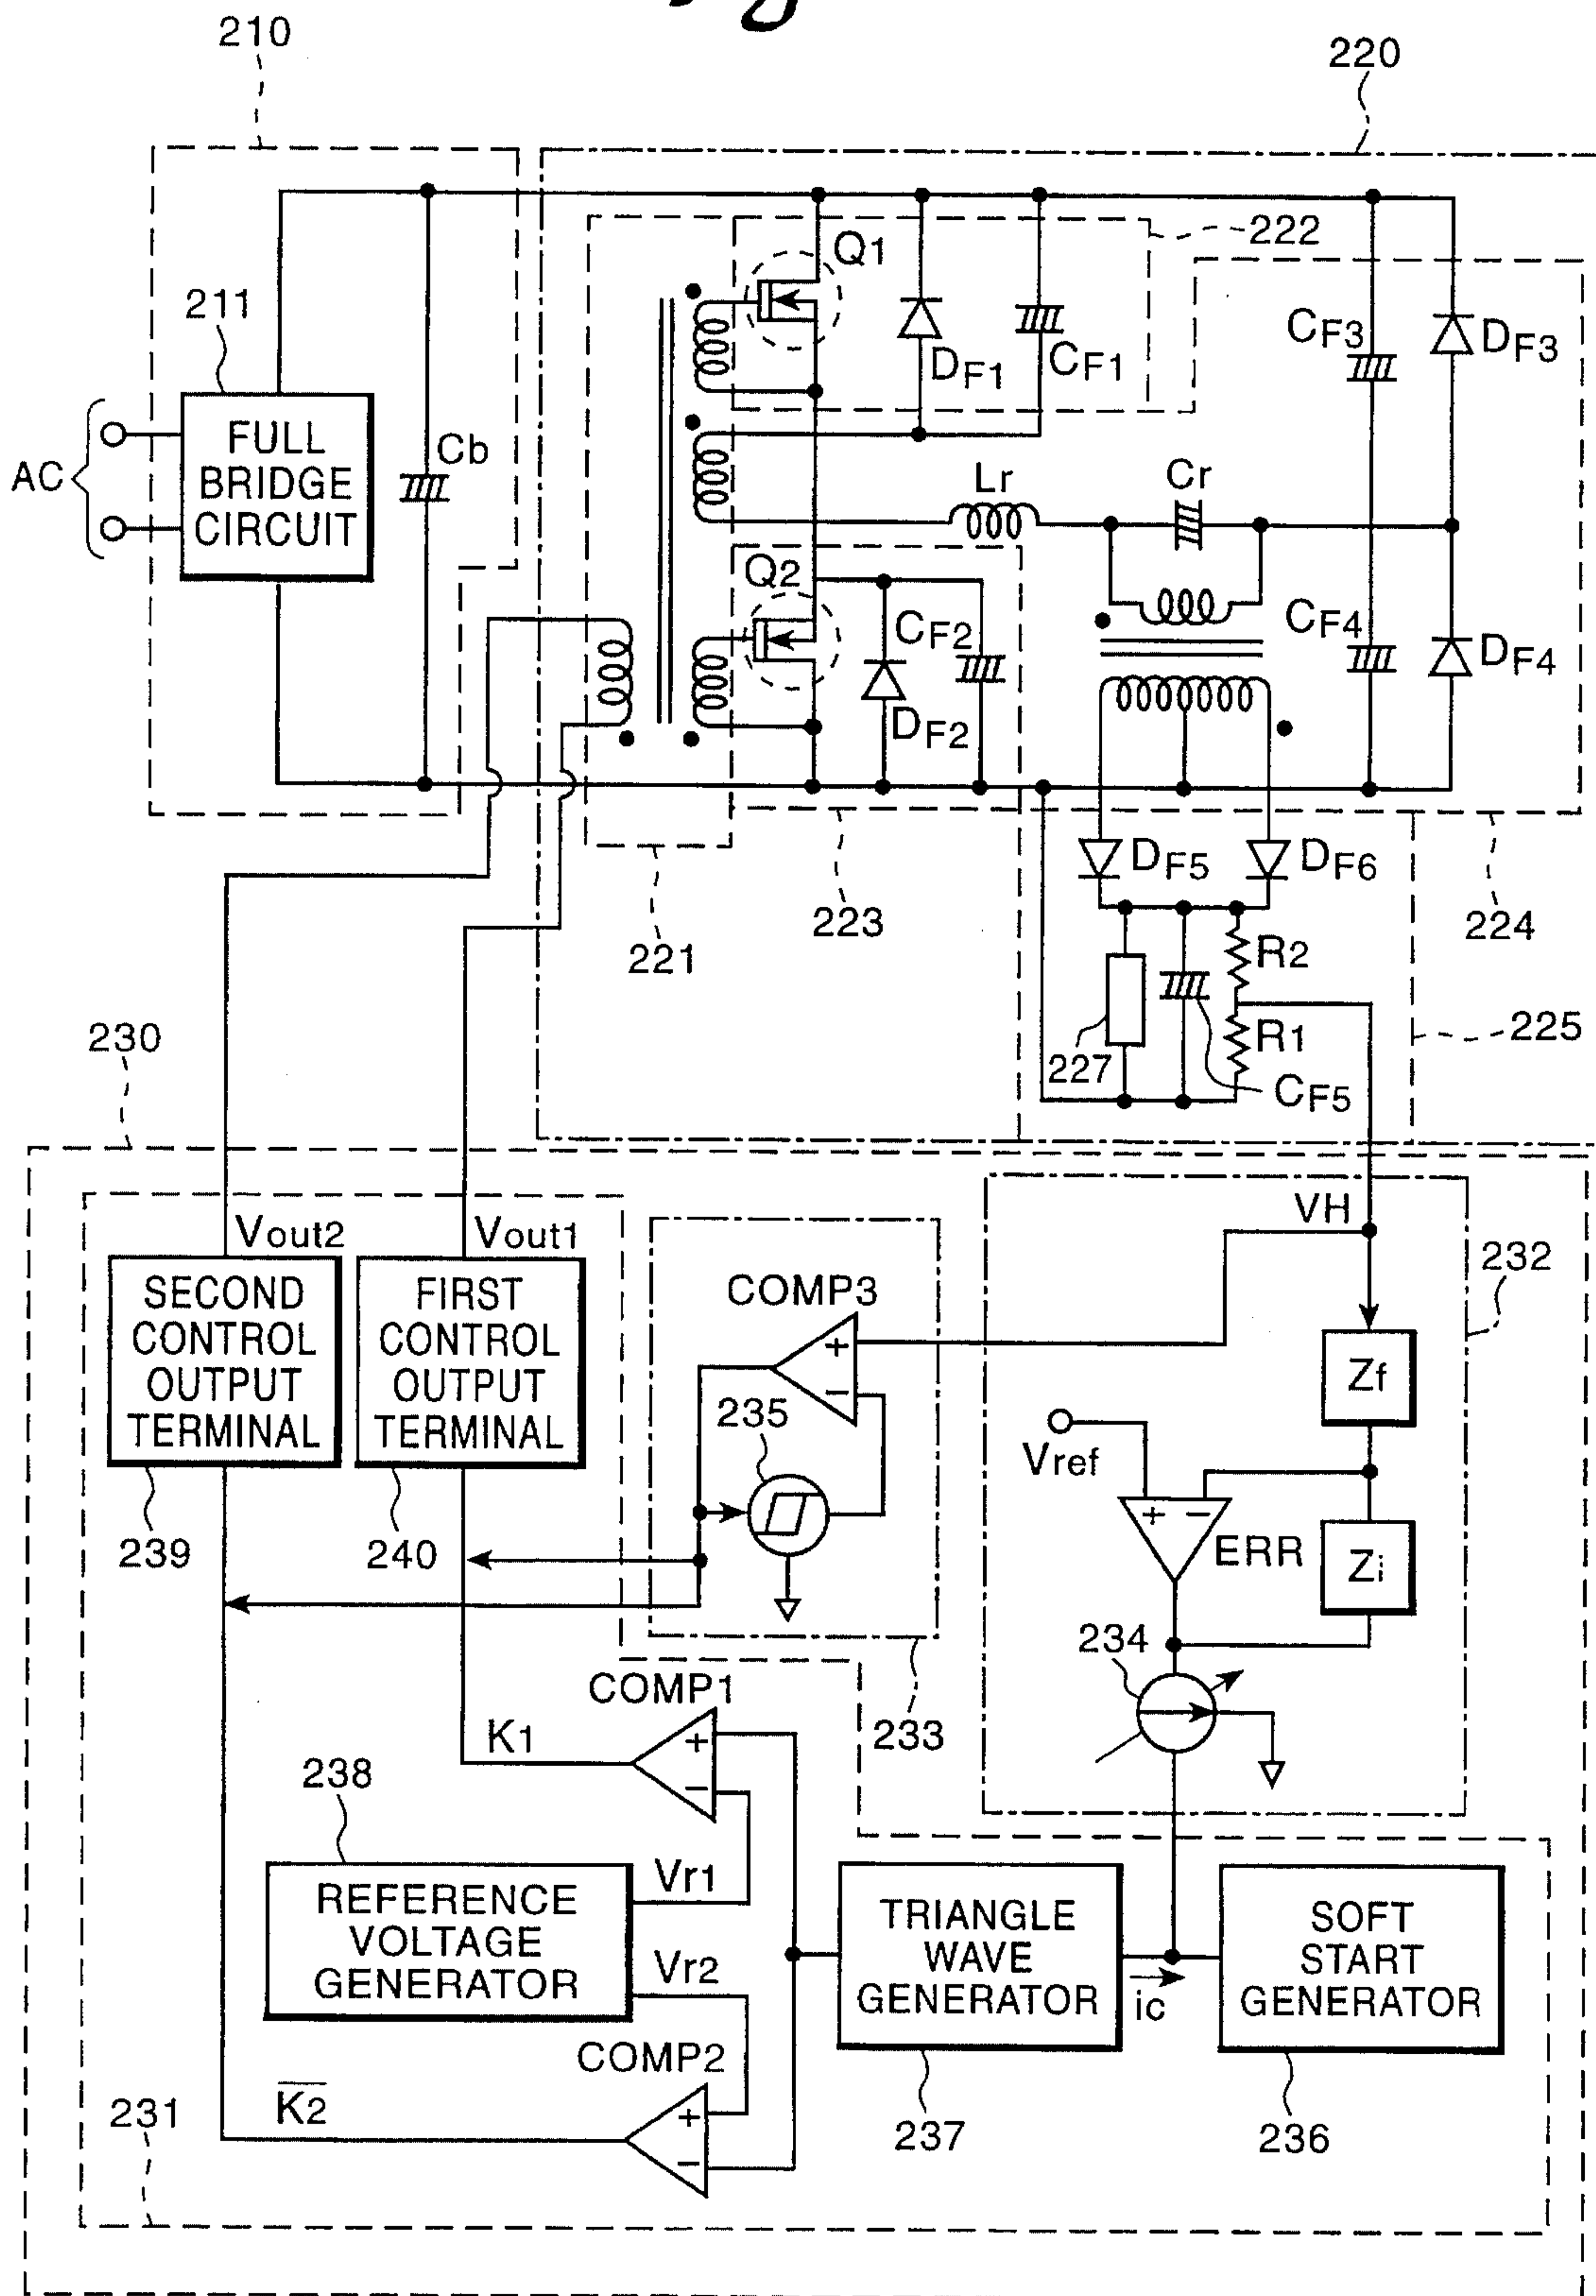 210
220
222
Q1
211
DF1
CF1
CF3
DF3
AC
FULL
BRIDGE
CIRCUIT
Cb
Lr
Cr
Q2
CF2
CF4
DF4
DF2
DF5
DF6
223
224
221
R2
225
230
227
R1
CF5
VH
Vout2
Vout1
232
SECOND
CONTROL
OUTPUT
TERMINAL
FIRST
CONTROL
OUTPUT
TERMINAL
COMP3
+
−
Zf
235
Vref
+ −
ERR
Zi
239
240
234
COMP1
233
K1
+
−
238
Vr1
REFERENCE
VOLTAGE
GENERATOR
Vr2
TRIANGLE
WAVE
GENERATOR
ic
SOFT
START
GENERATOR
COMP2
K̅2̅
+
−
231
237
236